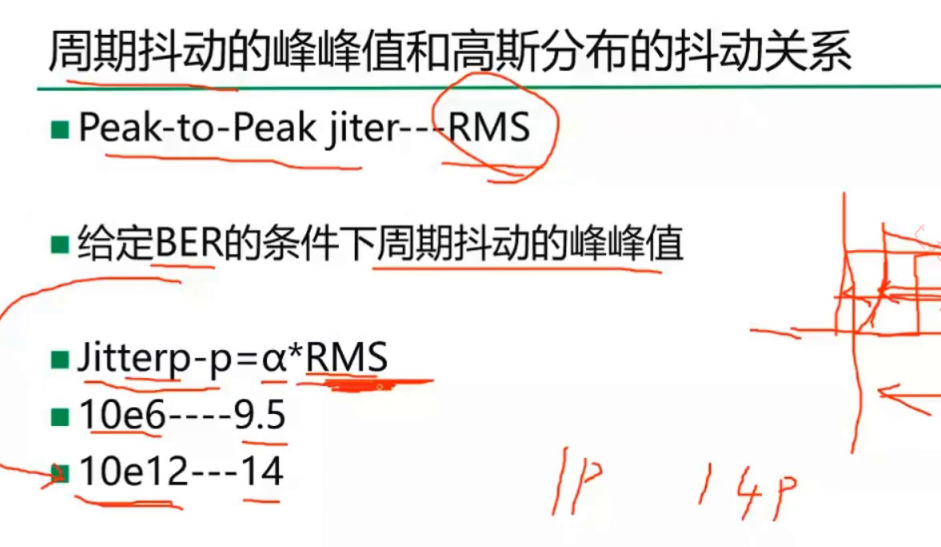 周期抖动的峰峰值和高斯分布的抖动关系
Peak-to-Peak jiter---RMS
给定BER的条件下周期抖动的峰峰值
Jitterp-p=α*RMS
10e6----9.5
10e12---14
1p 14p